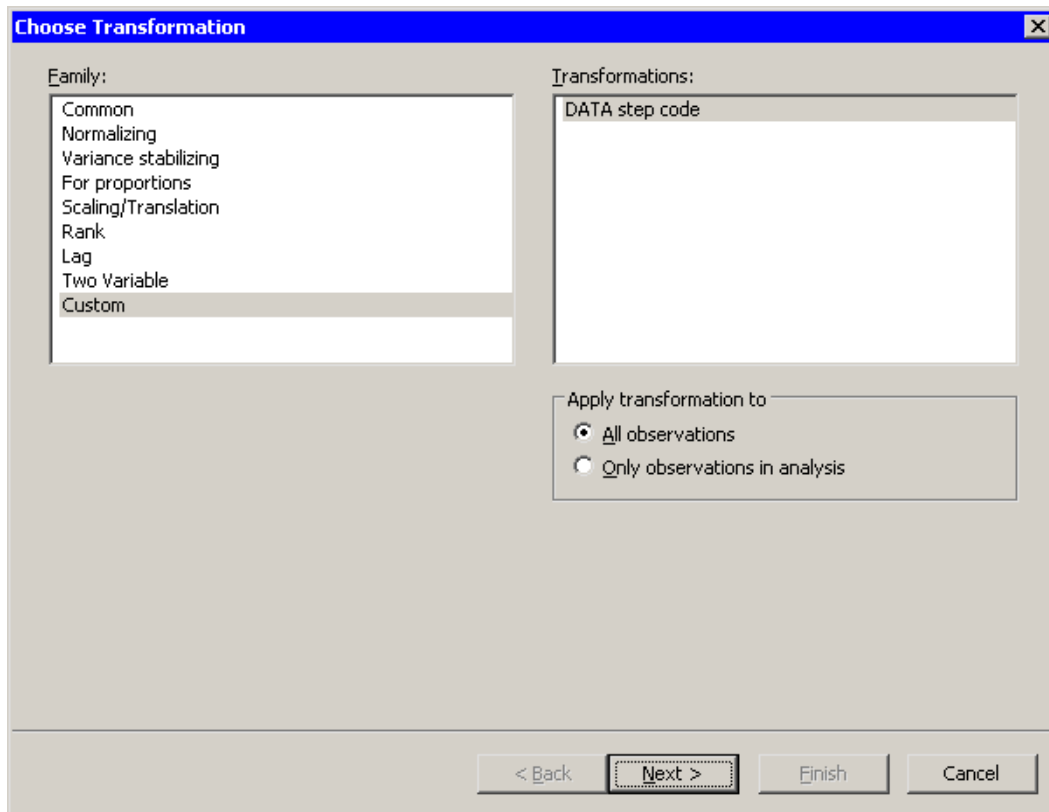 Choose Transformation
Family:
Common
Normalizing
Variance stabilizing
For proportions
Scaling/Translation
Rank
Lag
Two Variable
Custom
Transformations:
DATA step code
Apply transformation to
All observations
Only observations in analysis
< Back
Next >
Finish
Cancel